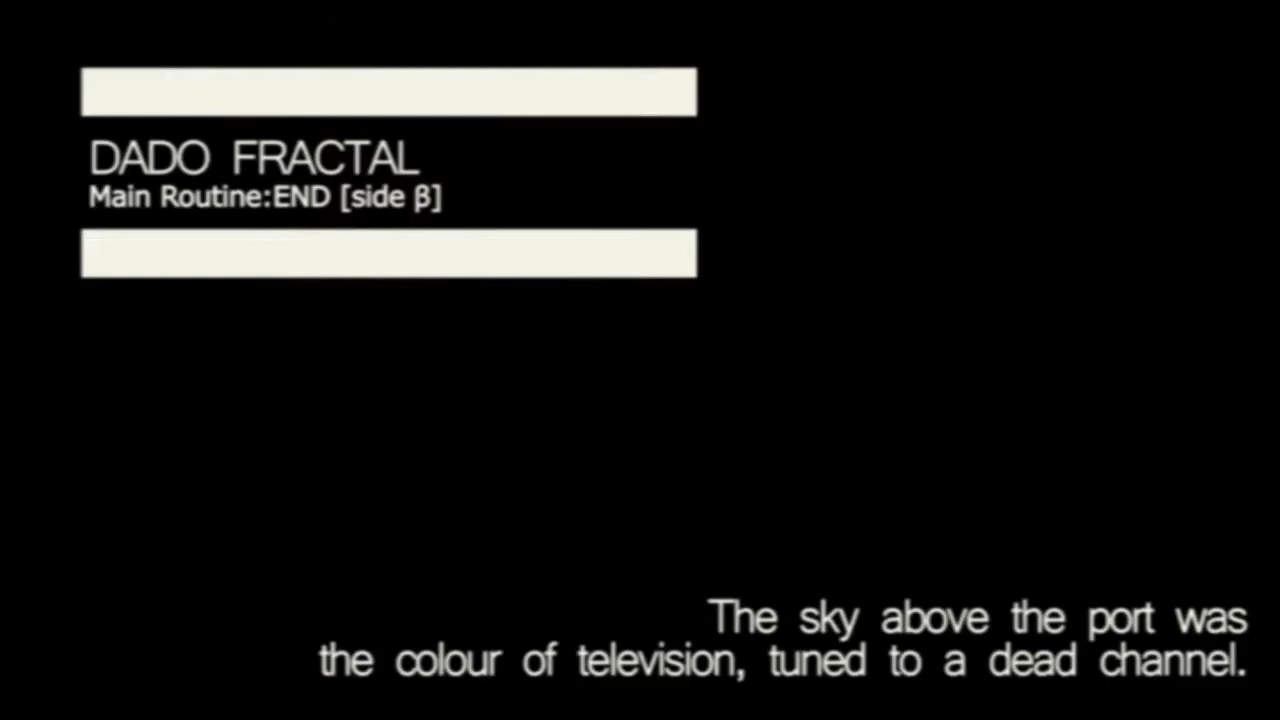 DADO FRACTAL
Main Routine:END [side β]
The sky above the port was
the colour of television, tuned to a dead channel.